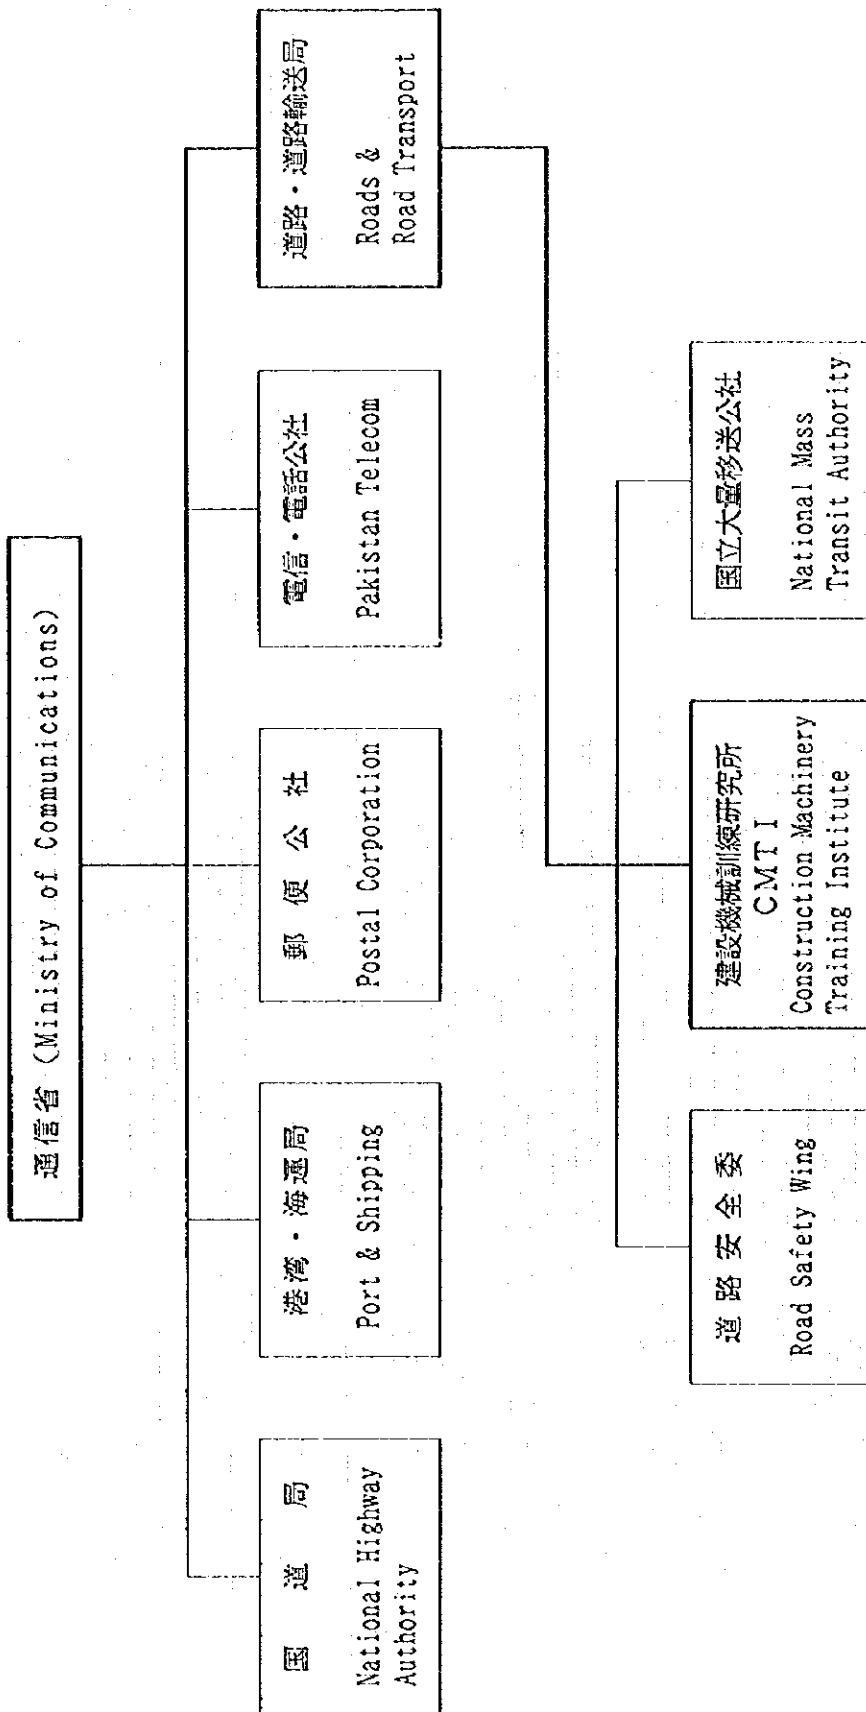 通信省 (Ministry of Communications)
国道局
National Highway
Authority
港湾・海運局
Port & Shipping
郵便公社
Postal Corporation
電信・電話公社
Pakistan Telecom
道路・道路輸送局
Roads &
Road Transport
道路安全委
Road Safety Wing
建設機械訓練研究所
CMTI
Construction Machinery
Training Institute
国立大量移送公社
National Mass
Transit Authority